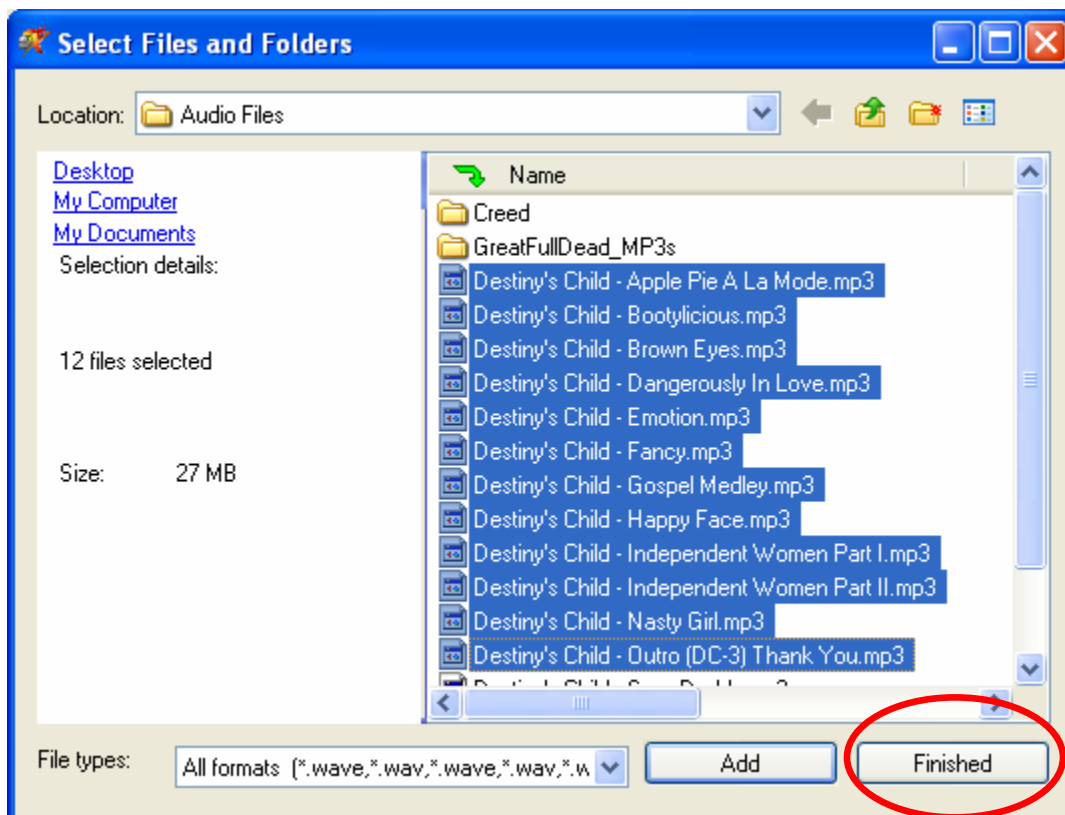 Select Files and Folders
Location: Audio Files
Desktop
My Computer
My Documents
Selection details:
12 files selected
Size: 27 MB
Name
Creed
GreatFullDead_MP3s
Destiny's Child - Apple Pie A La Mode.mp3
Destiny's Child - Bootylicious.mp3
Destiny's Child - Brown Eyes.mp3
Destiny's Child - Dangerously In Love.mp3
Destiny's Child - Emotion.mp3
Destiny's Child - Fancy.mp3
Destiny's Child - Gospel Medley.mp3
Destiny's Child - Happy Face.mp3
Destiny's Child - Independent Women Part I.mp3
Destiny's Child - Independent Women Part II.mp3
Destiny's Child - Nasty Girl.mp3
Destiny's Child - Outro (DC-3) Thank You.mp3
File types: All formats (*.wave,*.wav,*.wave,*.wav,*.w Add Finished